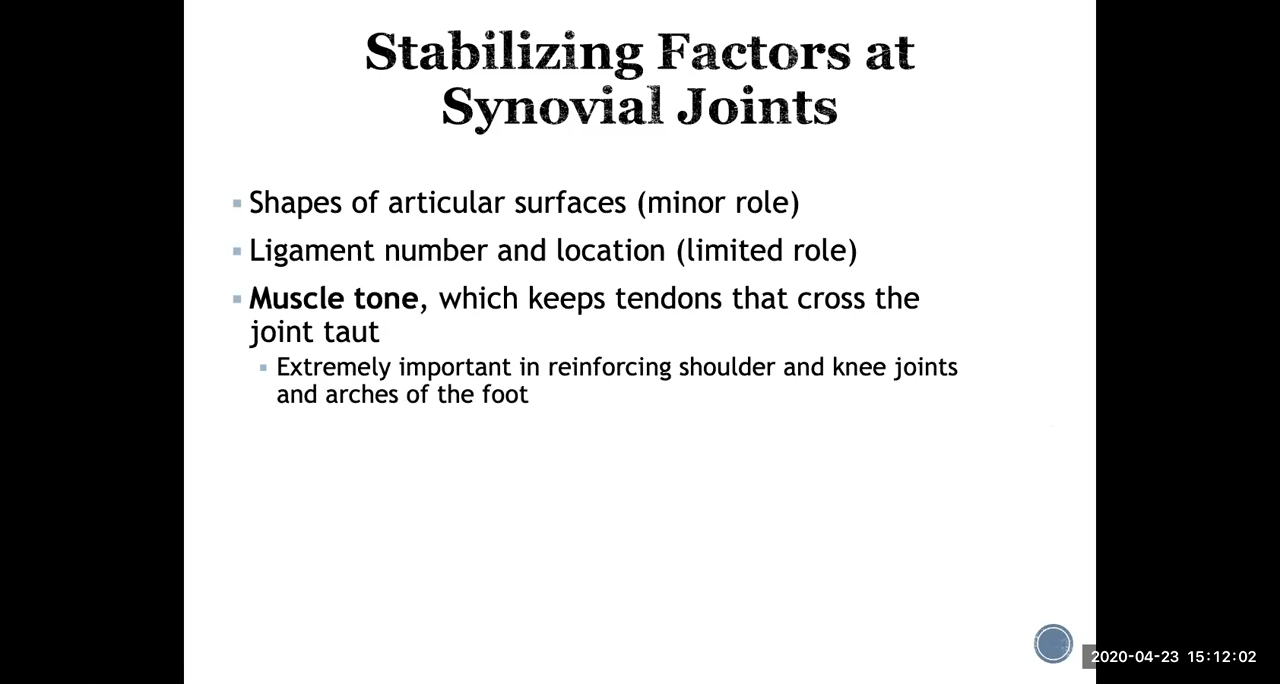 Stabilizing Factors at
Synovial Joints
Shapes of articular surfaces (minor role)
Ligament number and location (limited role)
Muscle tone, which keeps tendons that cross the
joint taut
Extremely important in reinforcing shoulder and knee joints
and arches of the foot
2020-04-23 15:12:02